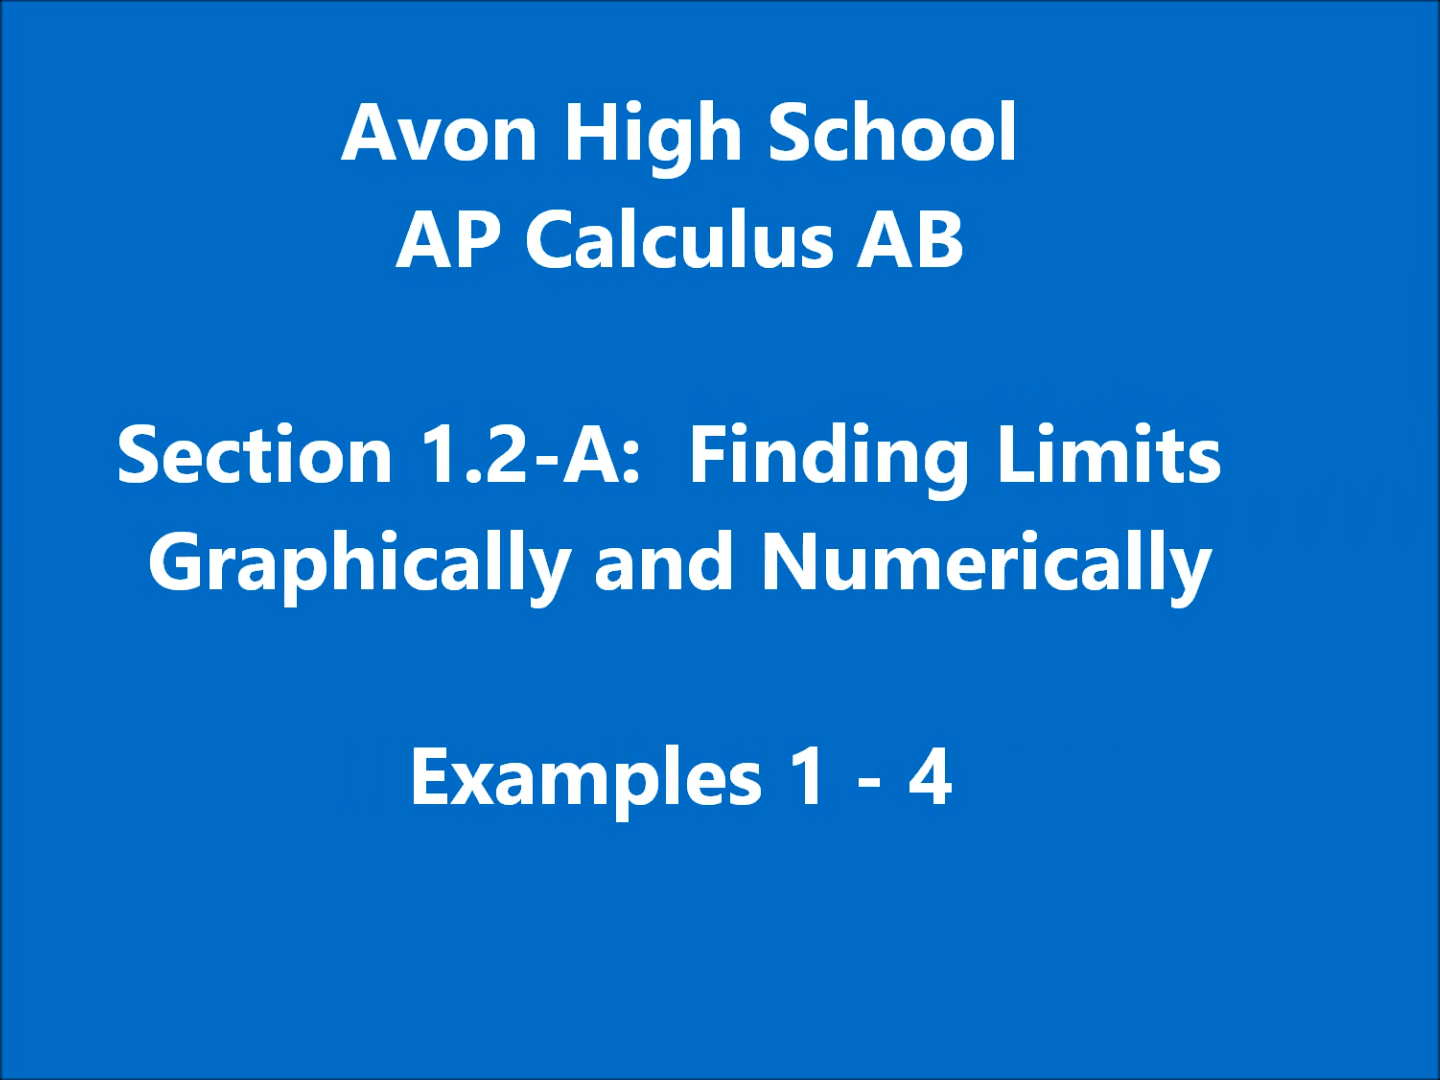 Avon High School
AP Calculus AB
Section 1.2-A:  Finding Limits
Graphically and Numerically
Examples 1 - 4